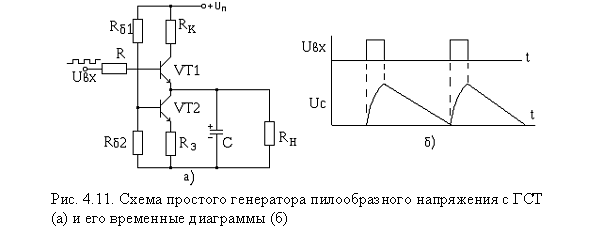 +Uп
Rб1
Rк
R
Uвх
VT1
VT2
Rб2
Rэ
C
Rн
а)
Uвх
t
Uc
t
б)
Рис. 4.11. Схема простого генератора пилообразного напряжения с ГСТ
(а) и его временные диаграммы (б)